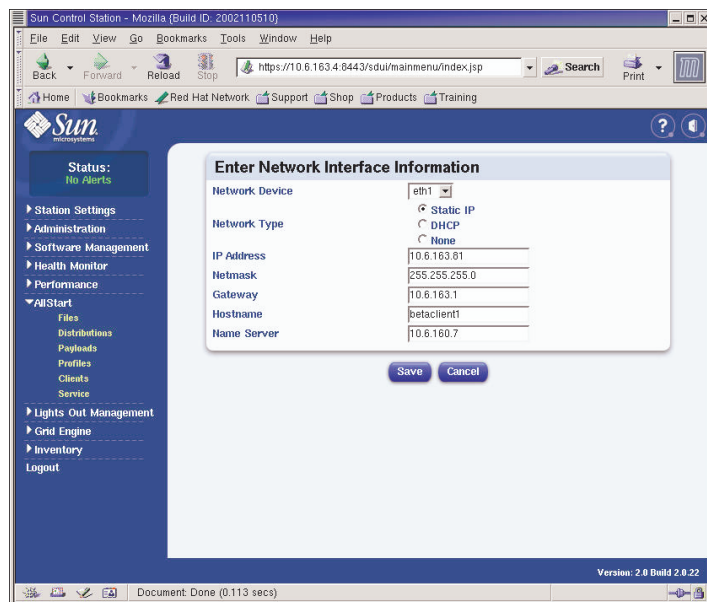 Sun Control Station - Mozilla {Build ID: 2002110510}
File Edit View Go Bookmarks Tools Window Help
Back Forward Reload Stop https://10.6.163.4:8443/sdui/mainmenu/index.jsp Search Print
Home Bookmarks Red Hat Network Support Shop Products Training
Sun
microsystems
?
Status:
No Alerts
Station Settings
Administration
Software Management
Health Monitor
Performance
AllStart
Files
Distributions
Payloads
Profiles
Clients
Service
Lights Out Management
Grid Engine
Inventory
Logout
Enter Network Interface Information
Network Device eth1
Network Type
Static IP
DHCP
None
IP Address 10.6.163.81
Netmask 255.255.255.0
Gateway 10.6.163.1
Hostname betaclient1
Name Server 10.6.160.7
Save Cancel
Version: 2.0 Build 2.0.22
Document: Done (0.113 secs)